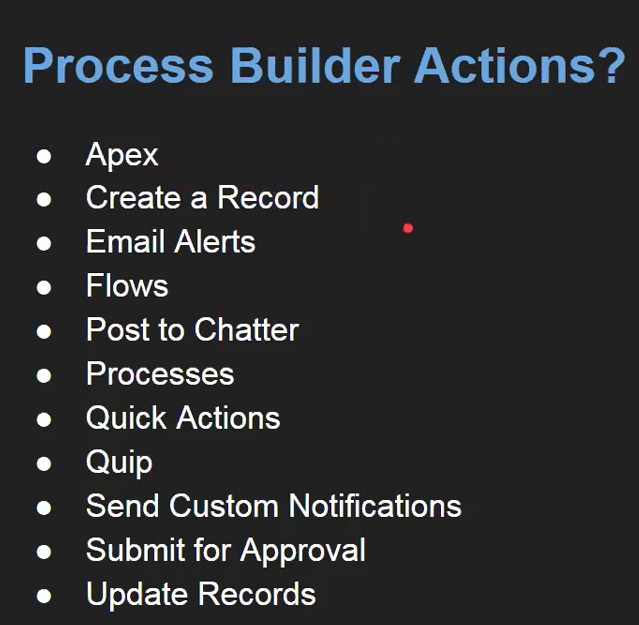 Process Builder Actions?
● Apex
● Create a Record
● Email Alerts
● Flows
● Post to Chatter
● Processes
● Quick Actions
● Quip
● Send Custom Notifications
● Submit for Approval
● Update Records